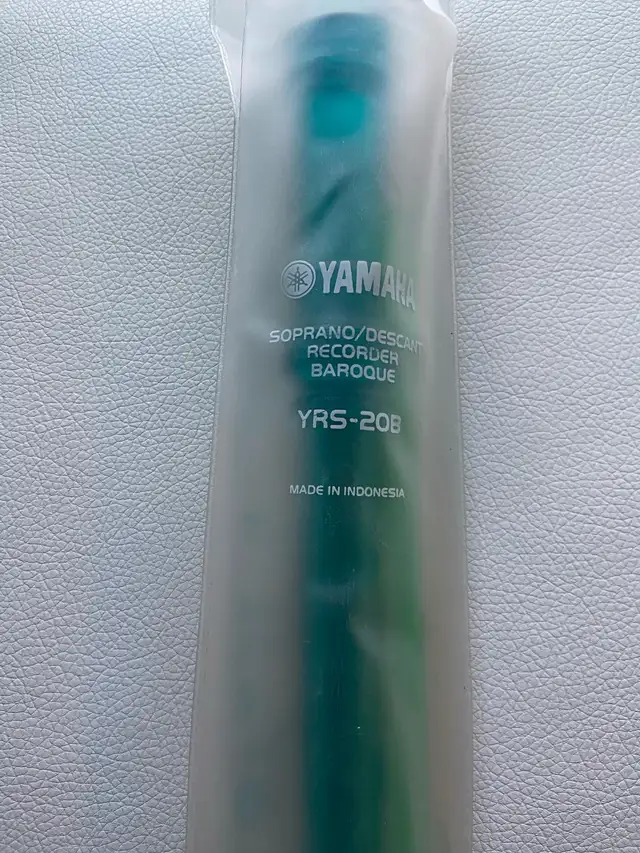 YAMAHA
SOPRANO/DESCANT
RECORDER
BAROQUE
YRS-20B
MADE IN INDONESIA